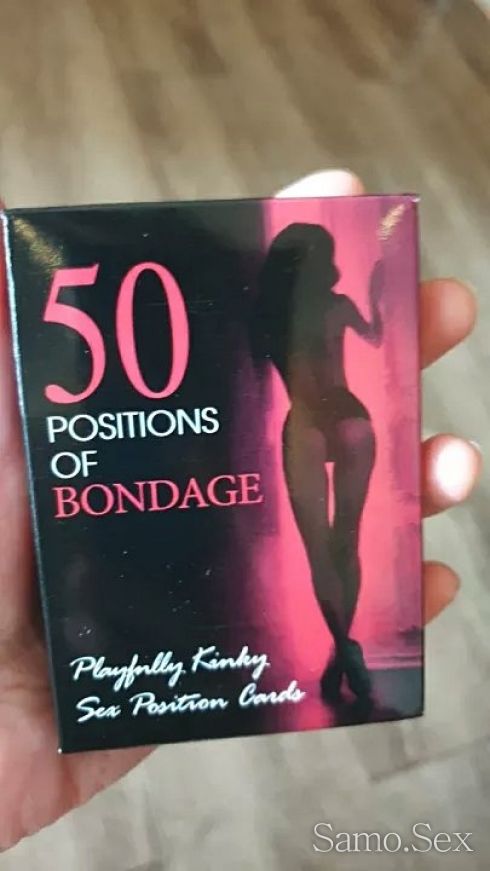 50
POSITIONS
OF
BONDAGE
Playfully Kinky
Sex Position Cards
Samo.Sex